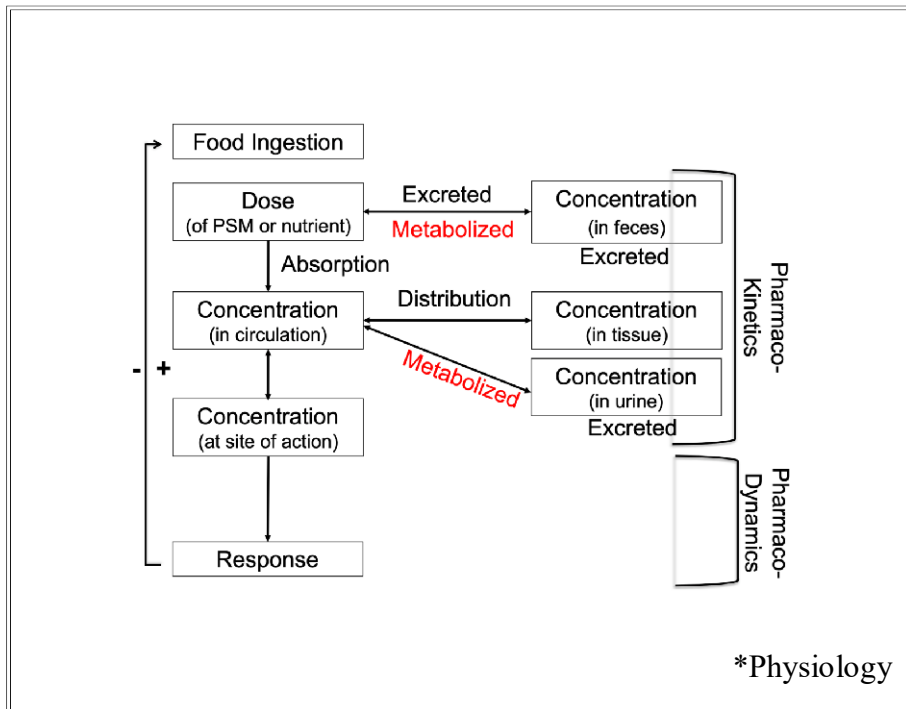 Food Ingestion
Dose
(of PSM or nutrient)
Excreted
Metabolized
Concentration
(in feces)
Excreted
Absorption
Concentration
(in circulation)
Distribution
Concentration
(in tissue)
Metabolized
Concentration
(in urine)
Excreted
- +
Concentration
(at site of action)
Response
Pharmaco-
Kinetics
Pharmaco-
Dynamics
*Physiology